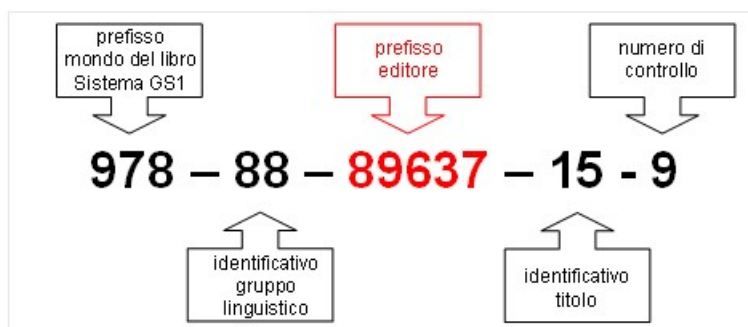 prefisso
mondo del libro
Sistema GS1
prefisso
editore
numero di
controllo
978 – 88 – 89637 – 15 - 9
identificativo
gruppo
linguistico
identificativo
titolo